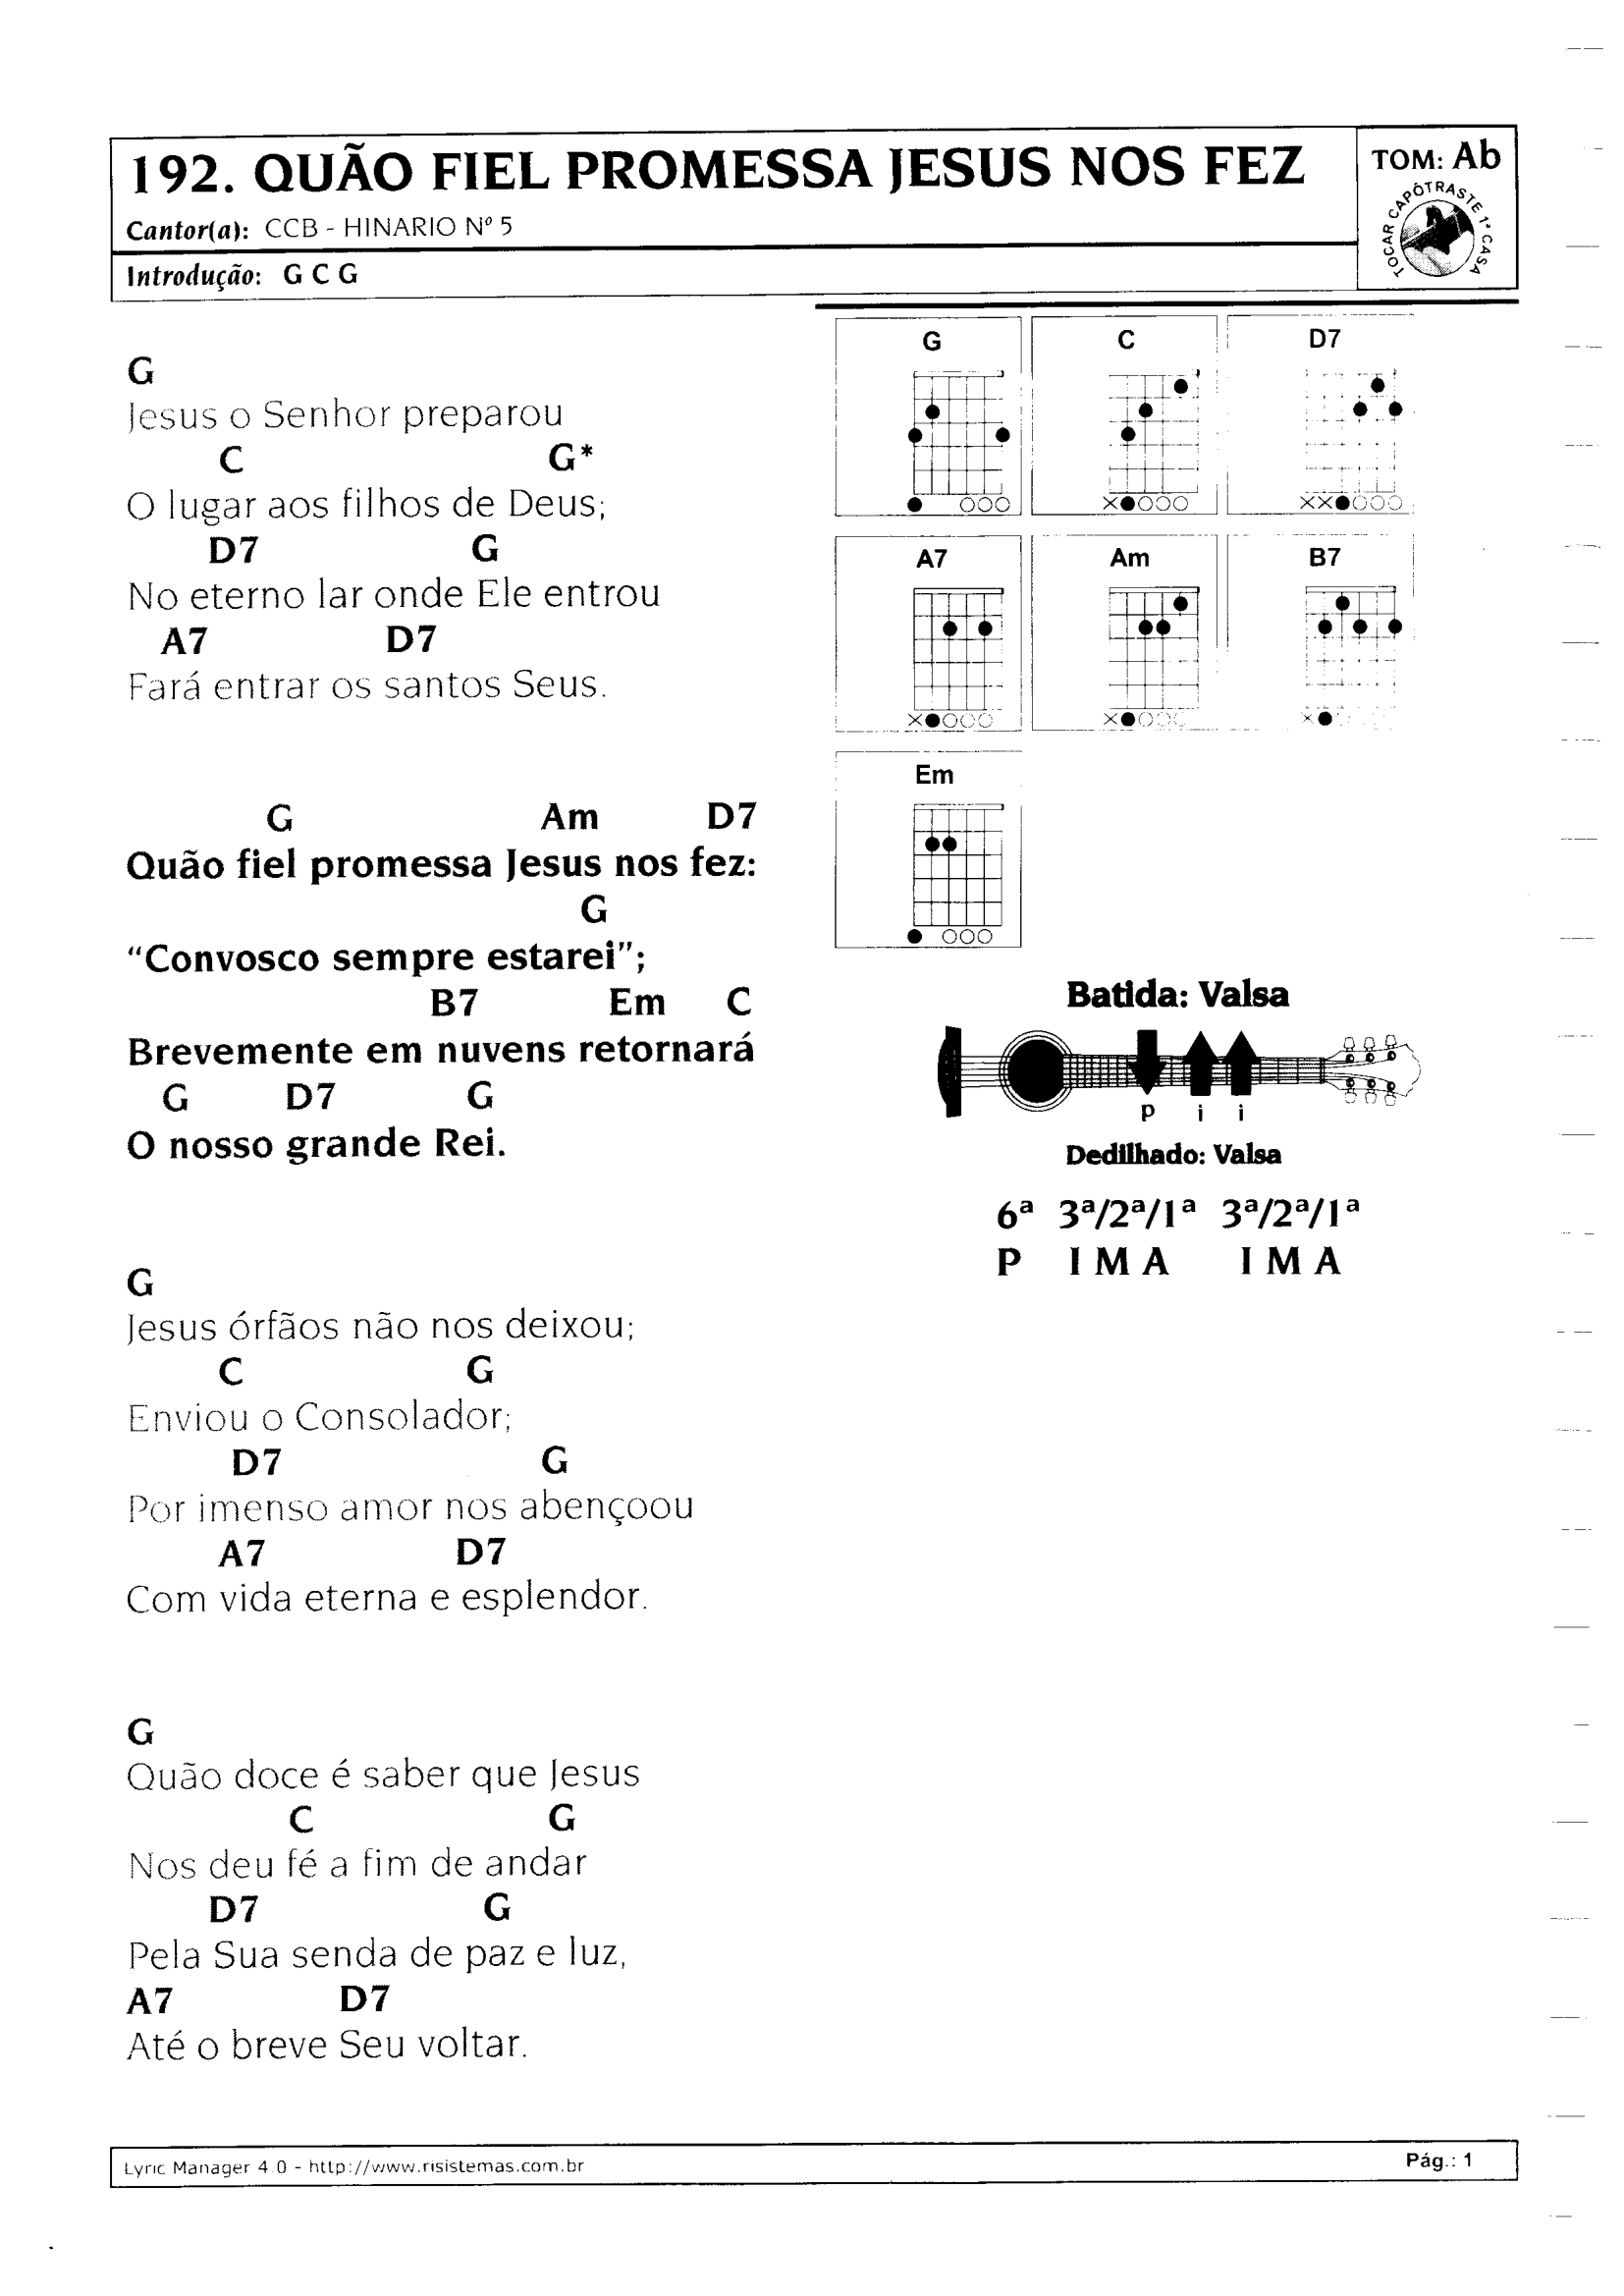 192. QUÃO FIEL PROMESSA JESUS NOS FEZ
Cantor(a): CCB - HINARIO Nº 5
Introdução: G C G
TOM: Ab
TOCAR CAPÔTRASTE 1ª CASA
G
Jesus o Senhor preparou
C G*
O lugar aos filhos de Deus;
D7 G
No eterno lar onde Ele entrou
A7 D7
Fará entrar os santos Seus.
G Am D7
Quão fiel promessa Jesus nos fez:
G
“Convosco sempre estarei”;
B7 Em C
Brevemente em nuvens retornará
G D7 G
O nosso grande Rei.
G
Jesus órfãos não nos deixou;
C G
Enviou o Consolador;
D7 G
Por imenso amor nos abençoou
A7 D7
Com vida eterna e esplendor.
G
Quão doce é saber que Jesus
C G
Nos deu fé a fim de andar
D7 G
Pela Sua senda de paz e luz,
A7 D7
Até o breve Seu voltar.
G C D7
A7 Am B7
Em
Batida: Valsa
p i i
Dedilhado: Valsa
6ª 3ª/2ª/1ª 3ª/2ª/1ª
P I M A I M A
Lyric Manager 4.0 - http://www.risistemas.com.br
Pág.: 1